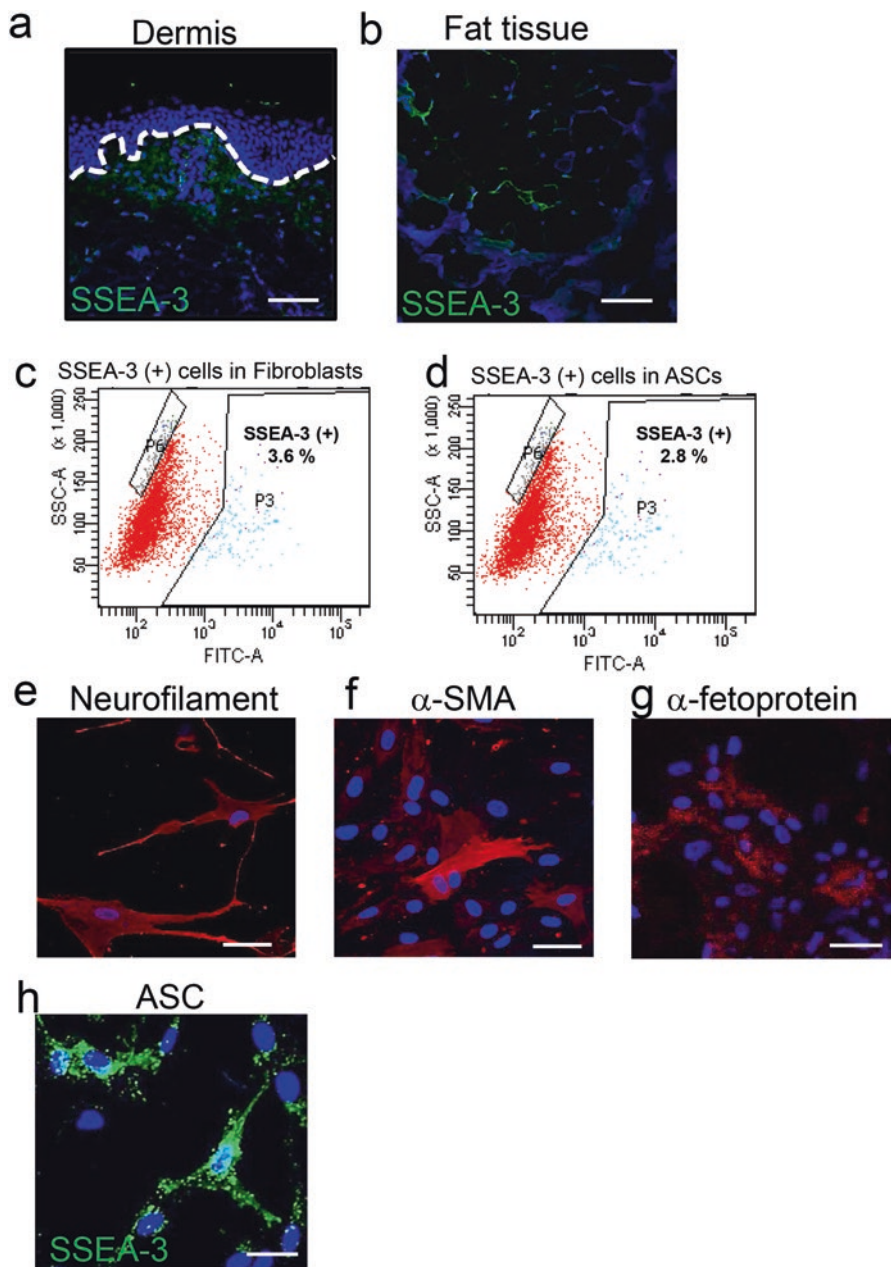 a
Dermis
SSEA-3
b
Fat tissue
SSEA-3
c
SSEA-3 (+) cells in Fibroblasts
SSC-A (x 1,000)
250
200
150
100
50
P6
SSEA-3 (+)
3.6 %
P3
10² 10³ 10⁴ 10⁵
FITC-A
d
SSEA-3 (+) cells in ASCs
SSC-A (x 1,000)
250
200
150
100
50
P6
SSEA-3 (+)
2.8 %
P3
10² 10³ 10⁴ 10⁵
FITC-A
e
Neurofilament
f
α-SMA
g
α-fetoprotein
h
ASC
SSEA-3